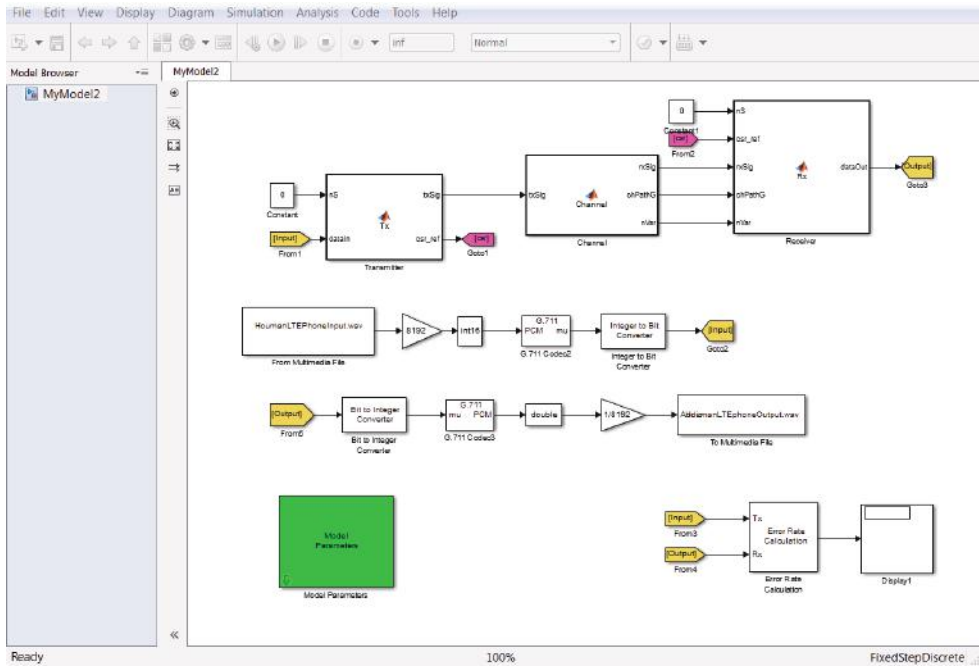 File Edit View Display Diagram Simulation Analysis Code Tools Help
inf
Normal
Model Browser
MyModel2
MyModel2
0
Constant
[Input]
From1
nS
dataIn
Tx
txSig
csr_ref
Transmitter
[csr]
Goto1
txSig
Channel
rxSig
chPathG
nVar
Channel
0
Constant1
[csr]
From2
nS
csr_ref
rxSig
chPathG
nVar
Rx
dataOut
Receiver
[Output]
Goto3
HoumanLTEPhoneInput.wav
From Multimedia File
8192
int16
G.711
PCM mu
G.711 Codec2
Integer to Bit
Converter
Integer to Bit
Converter
[Input]
Goto2
[Output]
From5
Bit to Integer
Converter
Bit to Integer
Converter
G.711
mu PCM
G.711 Codec3
double
1/8192
To Multimedia File
Model
Parameters
Model Parameters
[Input]
From3
[Output]
From4
Tx
Rx
Error Rate
Calculation
Error Rate
Calculation
Display1
Ready
100%
FixedStepDiscrete